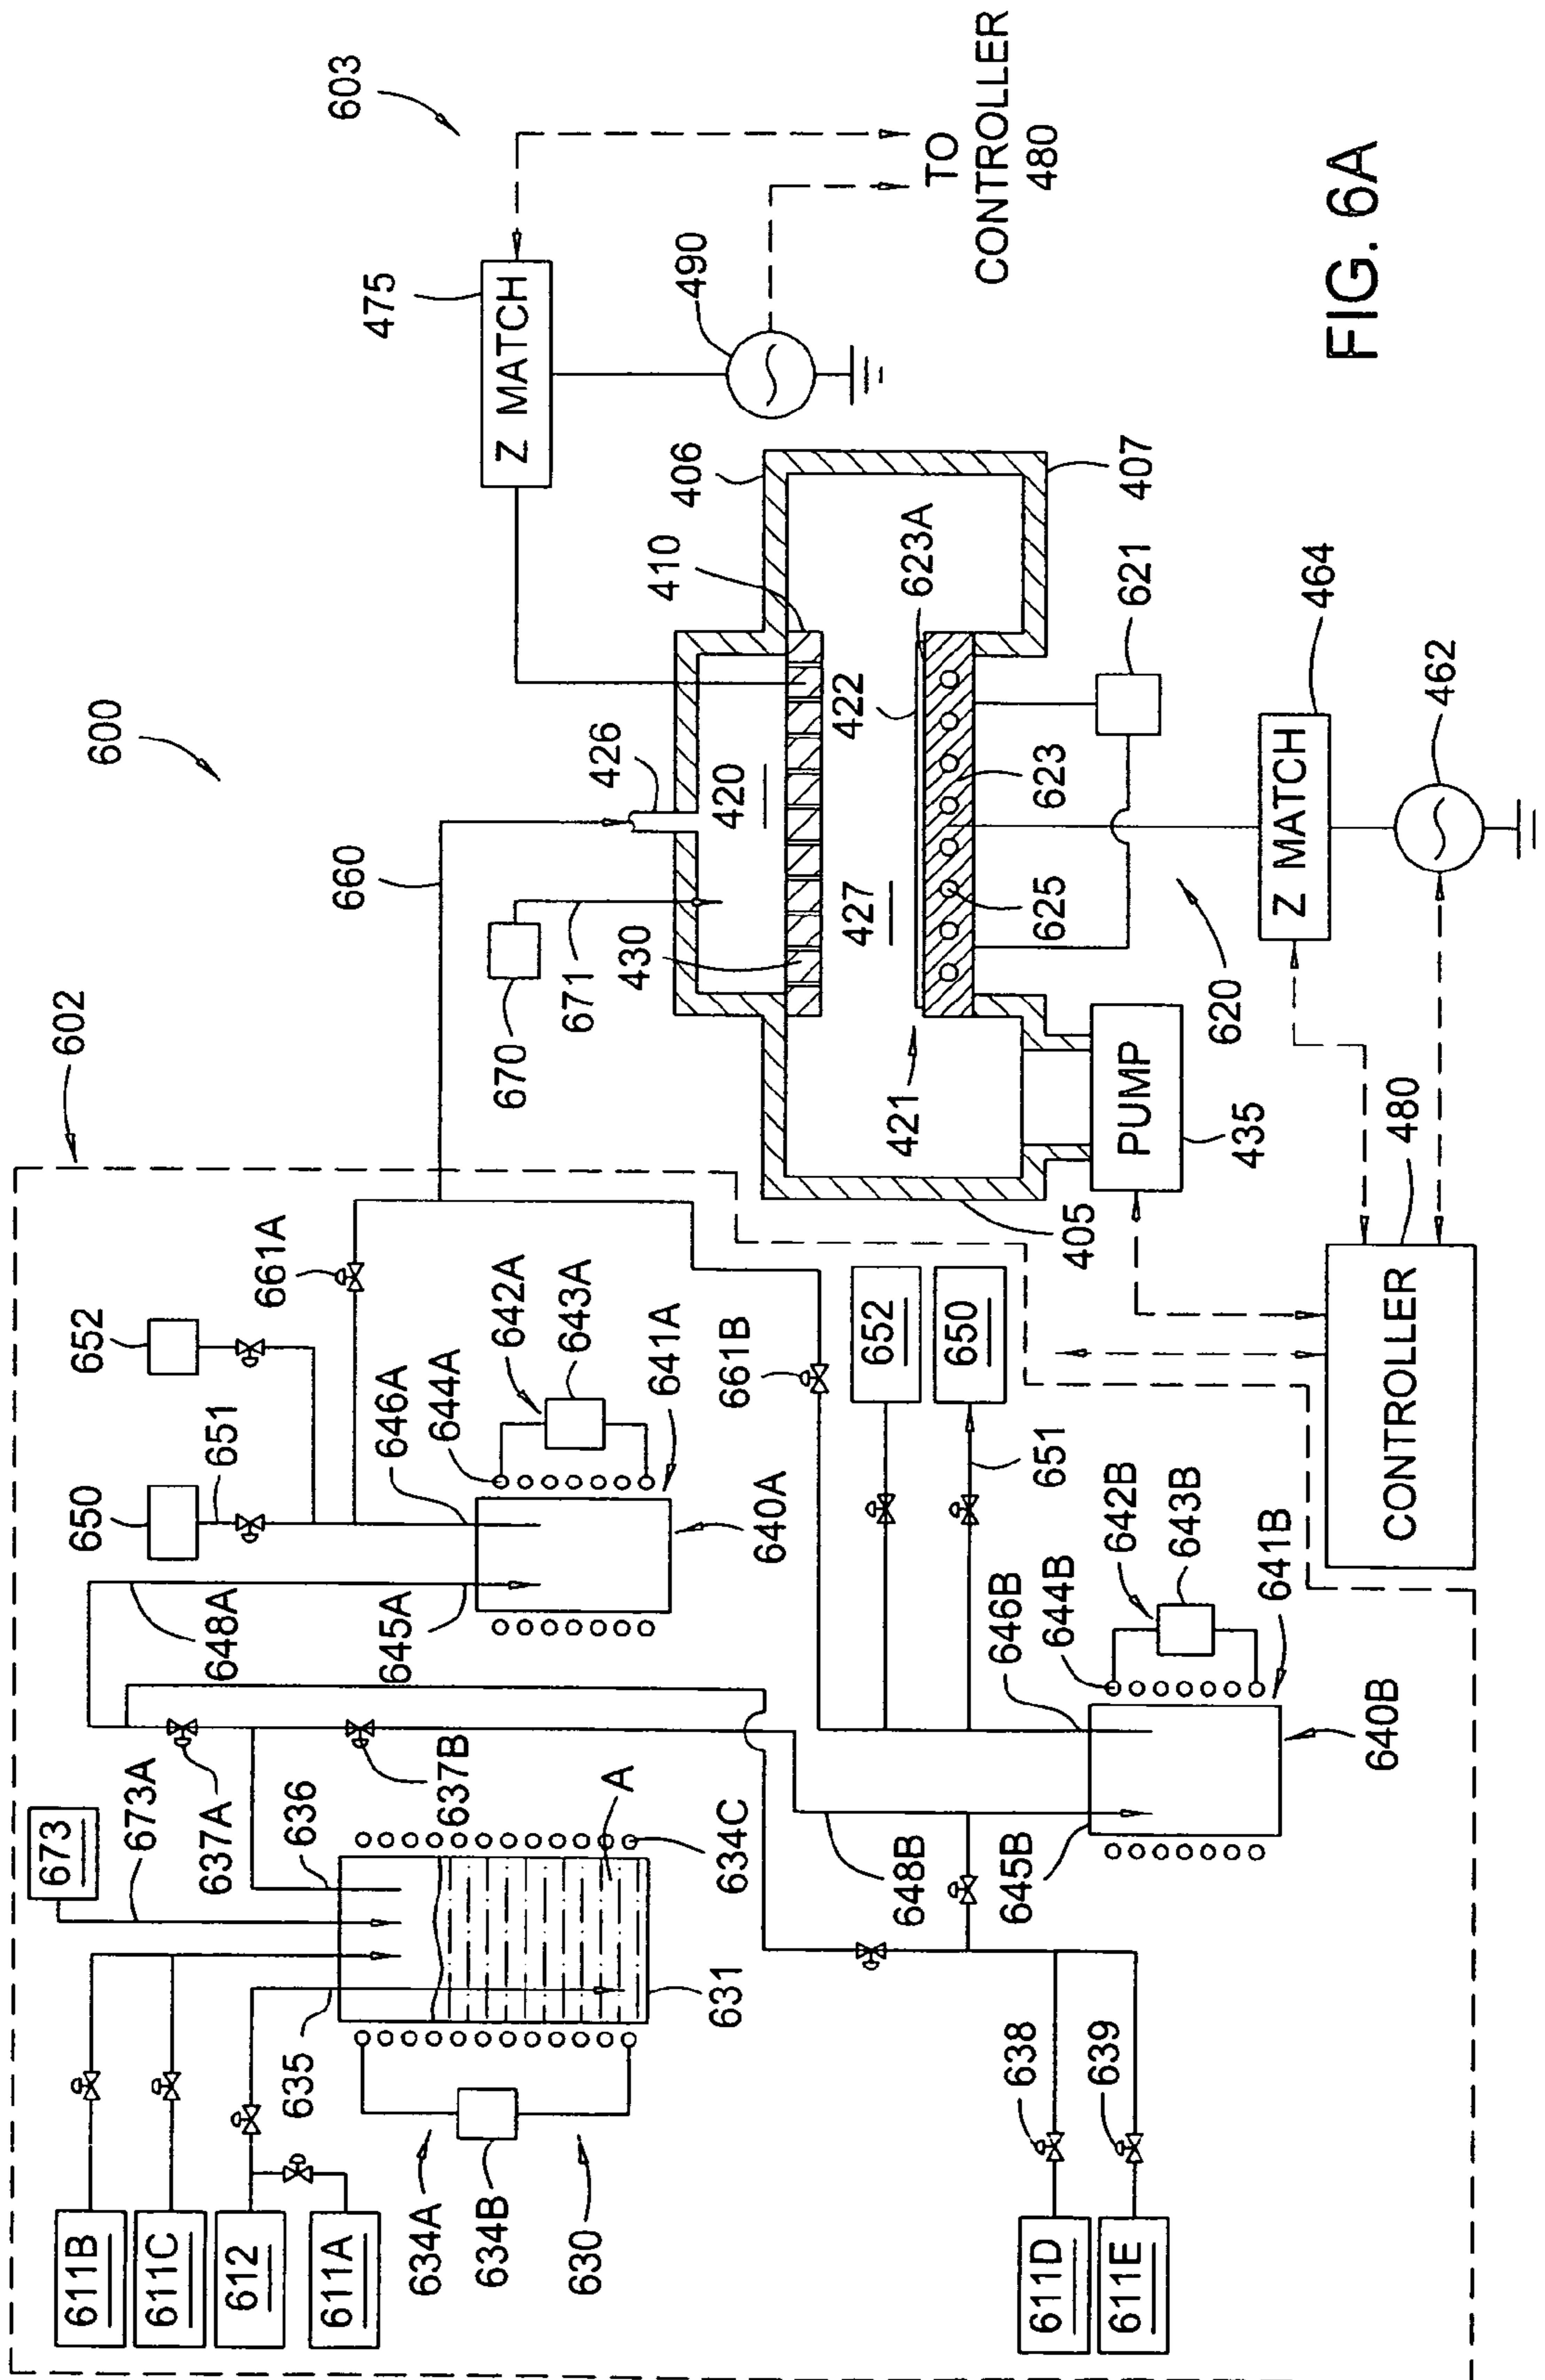 600
603
602
660
475
Z MATCH
490
TO
CONTROLLER
480
406
410
407
426
420
430
670
671
422
623A
427
421
623
625
621
620
464
Z MATCH
462
PUMP
435
405
480
CONTROLLER
652
650
651
661A
642A
643A
644A
646A
641A
640A
648A
645A
661B
652
650
651
642B
643B
644B
646B
641B
640B
648B
645B
673
673A
637A
637B
636
A
634C
631
635
611B
611C
612
611A
634A
634B
630
638
639
611D
611E
FIG. 6A